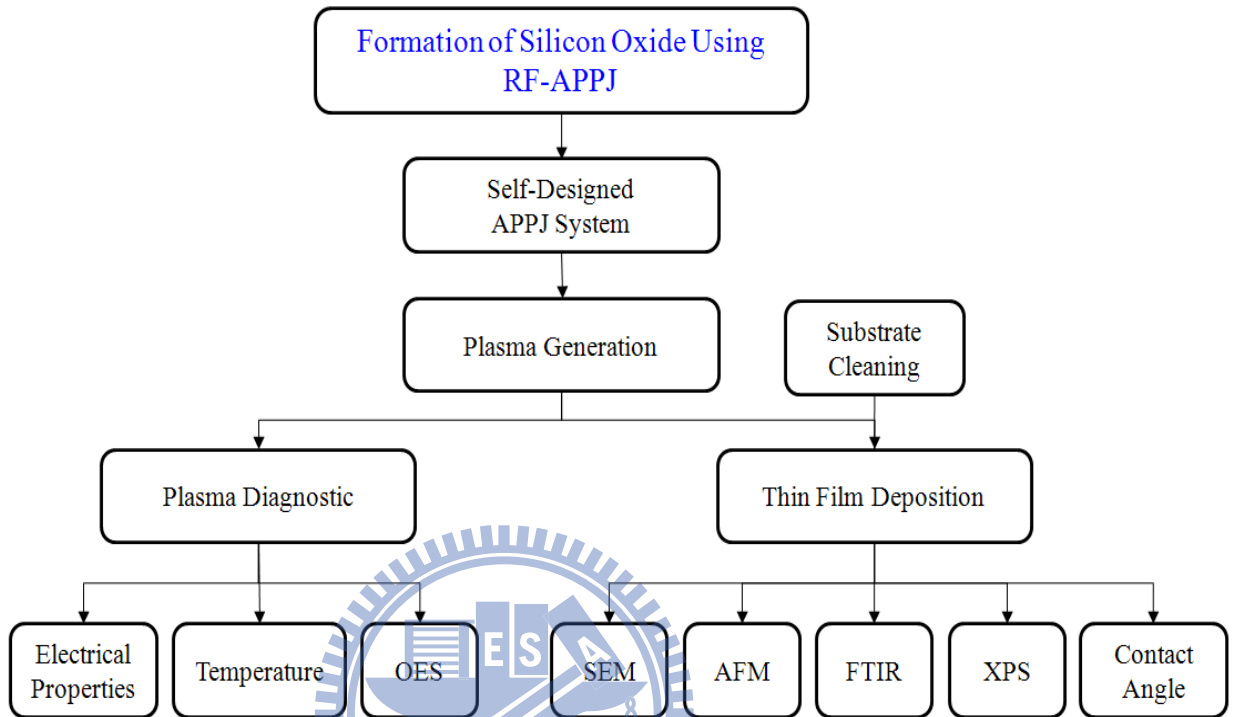 Formation of Silicon Oxide Using
RF-APPJ
Self-Designed
APPJ System
Plasma Generation
Substrate
Cleaning
Plasma Diagnostic
Thin Film Deposition
Electrical
Properties
Temperature
OES
SEM
AFM
FTIR
XPS
Contact
Angle
E S A
8